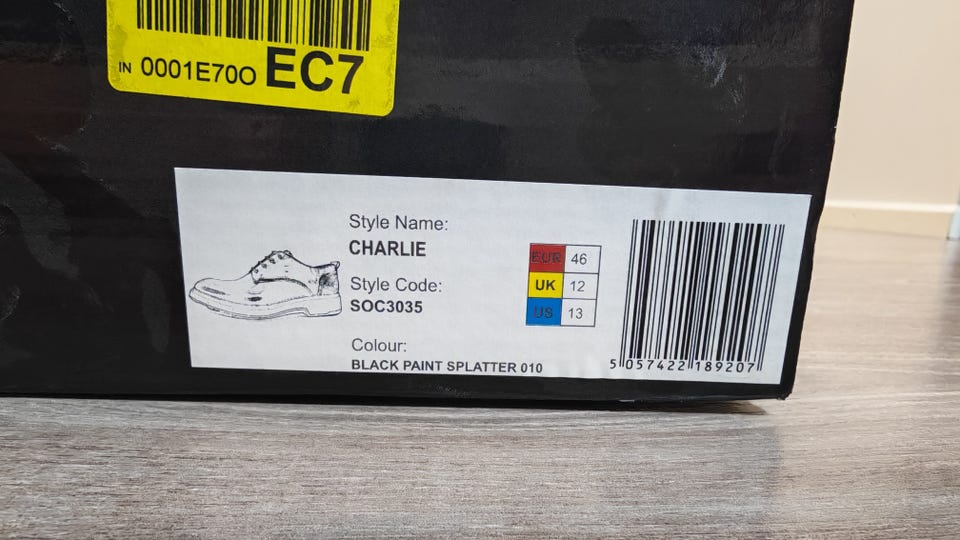 IN 0001E70O EC7
Style Name:
CHARLIE
Style Code:
SOC3035
Colour:
BLACK PAINT SPLATTER 010
EUR 46
UK 12
US 13
5 057422 189207